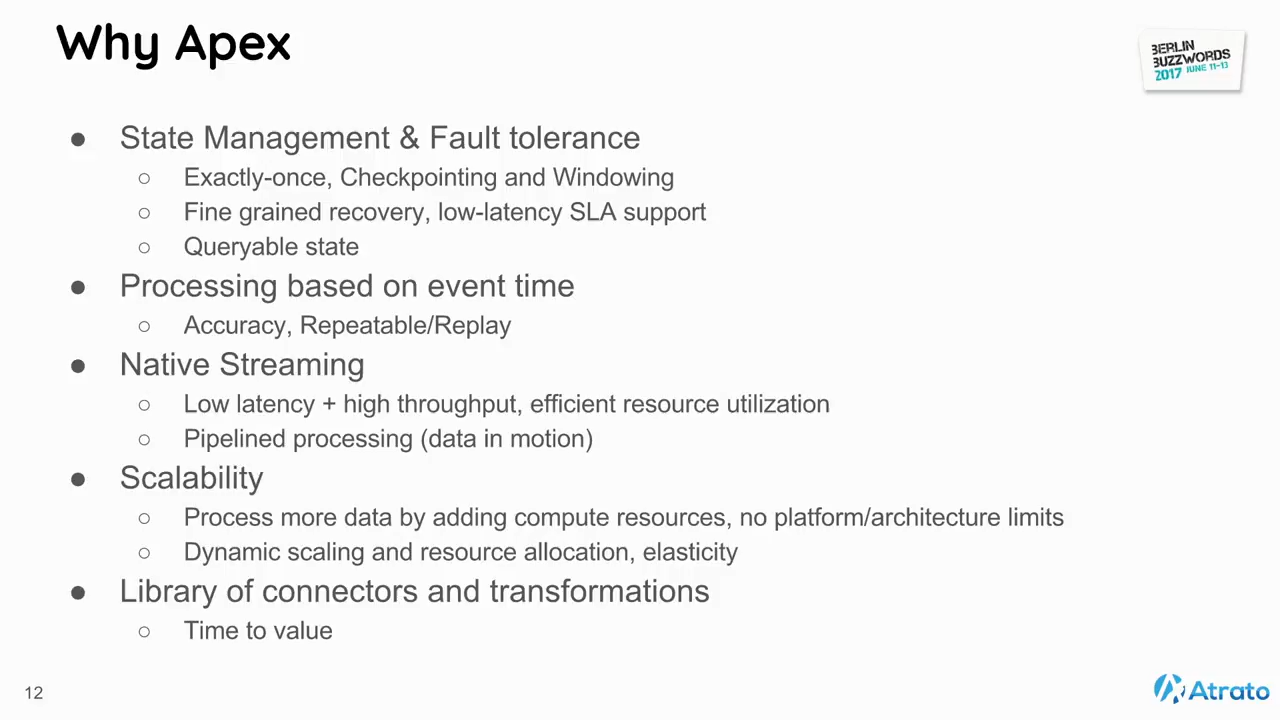 Why Apex
BERLIN
BUZZWORDS
2017 JUNE 11-13
● State Management & Fault tolerance
○ Exactly-once, Checkpointing and Windowing
○ Fine grained recovery, low-latency SLA support
○ Queryable state
● Processing based on event time
○ Accuracy, Repeatable/Replay
● Native Streaming
○ Low latency + high throughput, efficient resource utilization
○ Pipelined processing (data in motion)
● Scalability
○ Process more data by adding compute resources, no platform/architecture limits
○ Dynamic scaling and resource allocation, elasticity
● Library of connectors and transformations
○ Time to value
12
Atrato